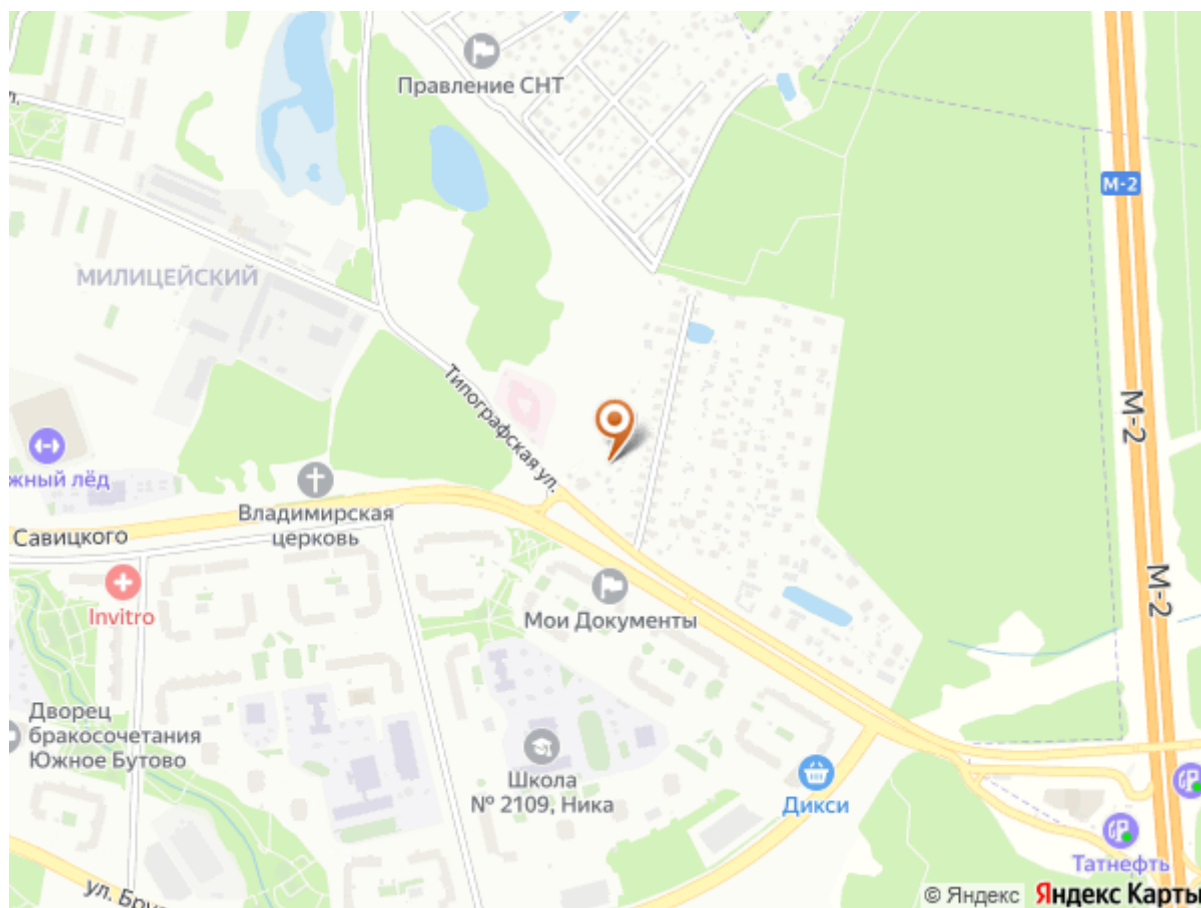 Правление СНТ
л.
М-2
МИЛИЦЕЙСКИЙ
Типографская ул.
М-2
жный лёд
Владимирская
церковь
Савицкого
Invitro
Мои Документы
М-2
Дворец
бракосочетания
Южное Бутово
Школа
№ 2109, Ника
Дикси
Татнефть
ул. Бру
© Яндекс Яндекс Карты